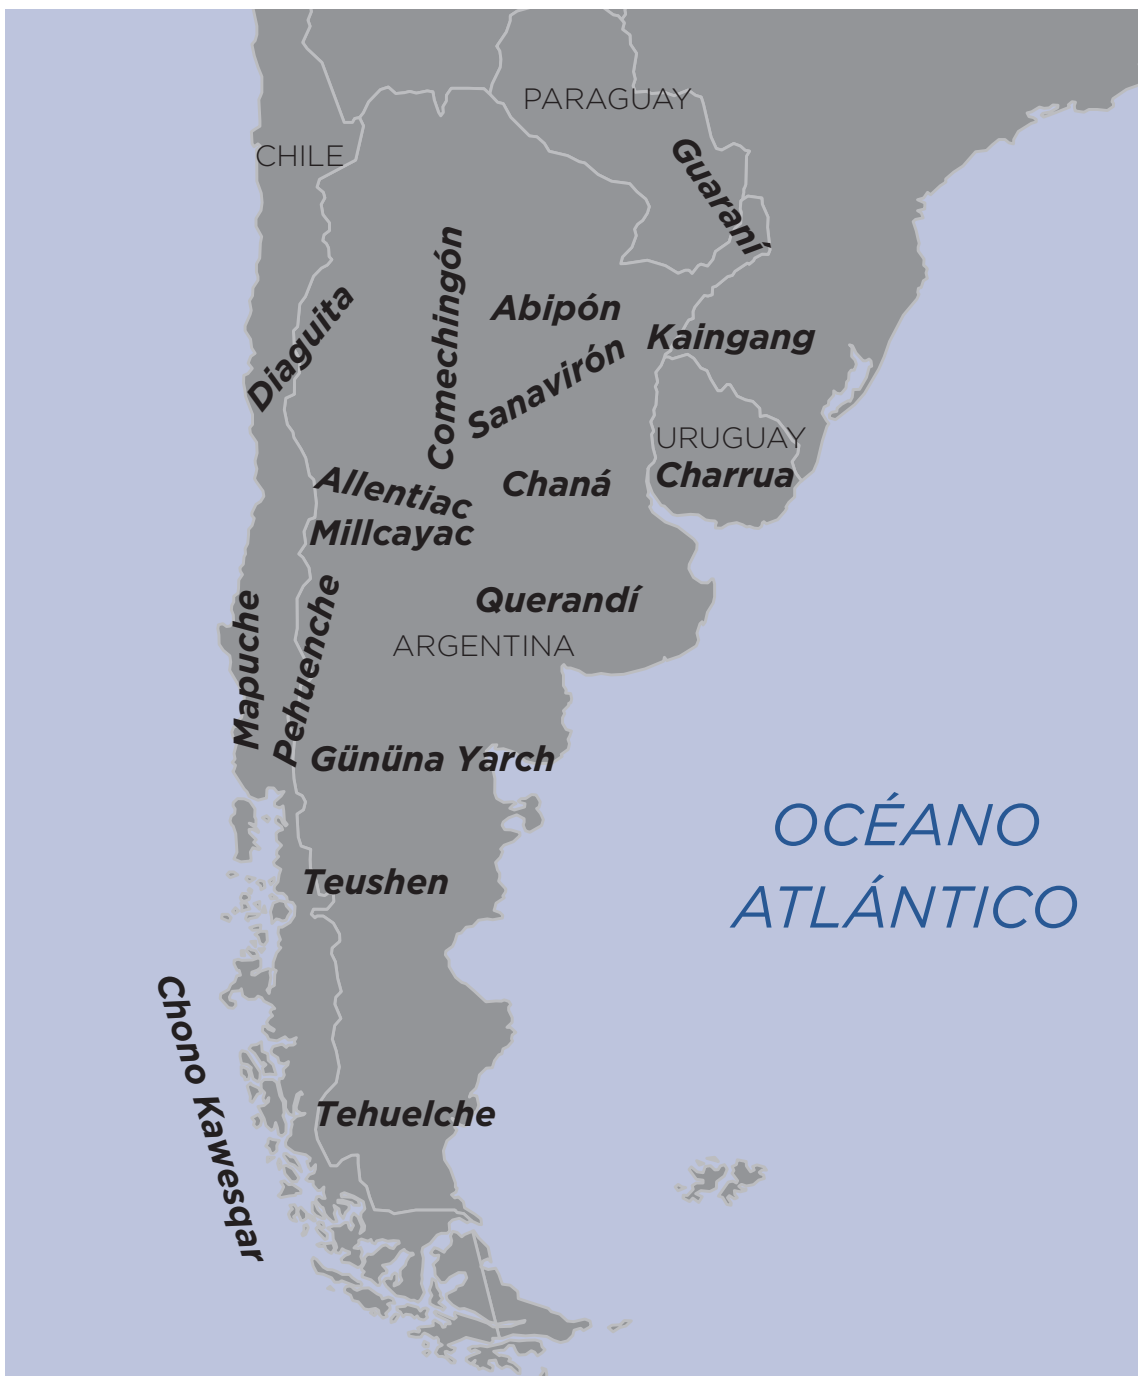 PARAGUAY
CHILE
Guaraní
Comechingón
Diaguita
Abipón
Kaingang
Sanavirón
URUGUAY
Charrua
Allentiac
Chaná
Millcayac
Mapuche
Pehuenche
Querandí
ARGENTINA
Gününa Yarch
OCÉANO
ATLÁNTICO
Teushen
Chono Kawesqar
Tehuelche